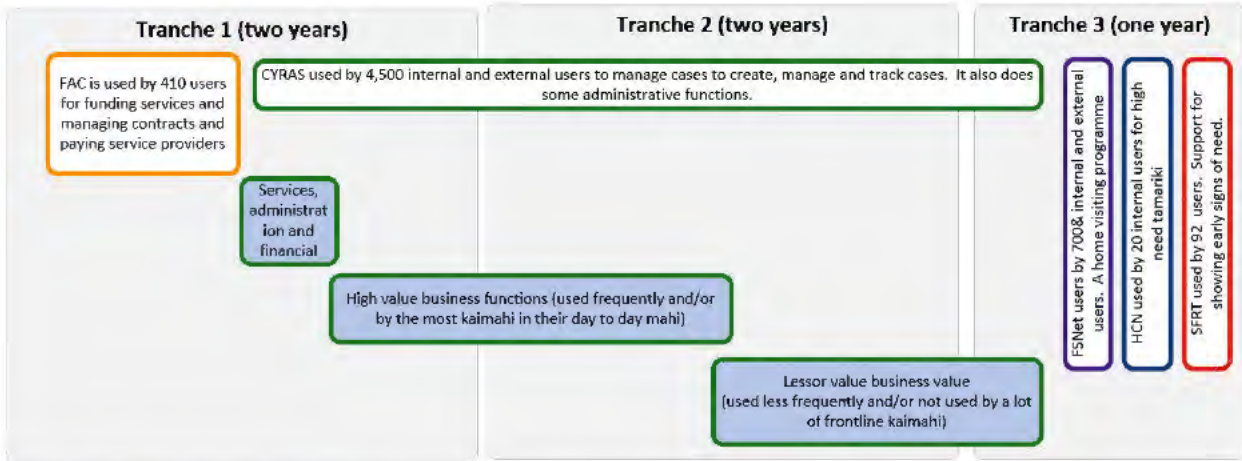 Tranche 1 (two years)
Tranche 2 (two years)
Tranche 3 (one year)
FAC is used by 410 users
for funding services and
managing contracts and
paying service providers
CYRAS used by 4,500 internal and external users to manage cases to create, manage and track cases. It also does
some administrative functions.
Services,
administrat
ion and
financial
High value business functions (used frequently and/or
by the most kaimahi in their day to day mahi)
Lessor value business value
(used less frequently and/or not used by a lot
of frontline kaimahi)
FSNet users by 700& internal and external
users. A home visiting programme
HCN used by 20 internal users for high
need tamariki
SFRT used by 92 users. Support for
showing early signs of need.